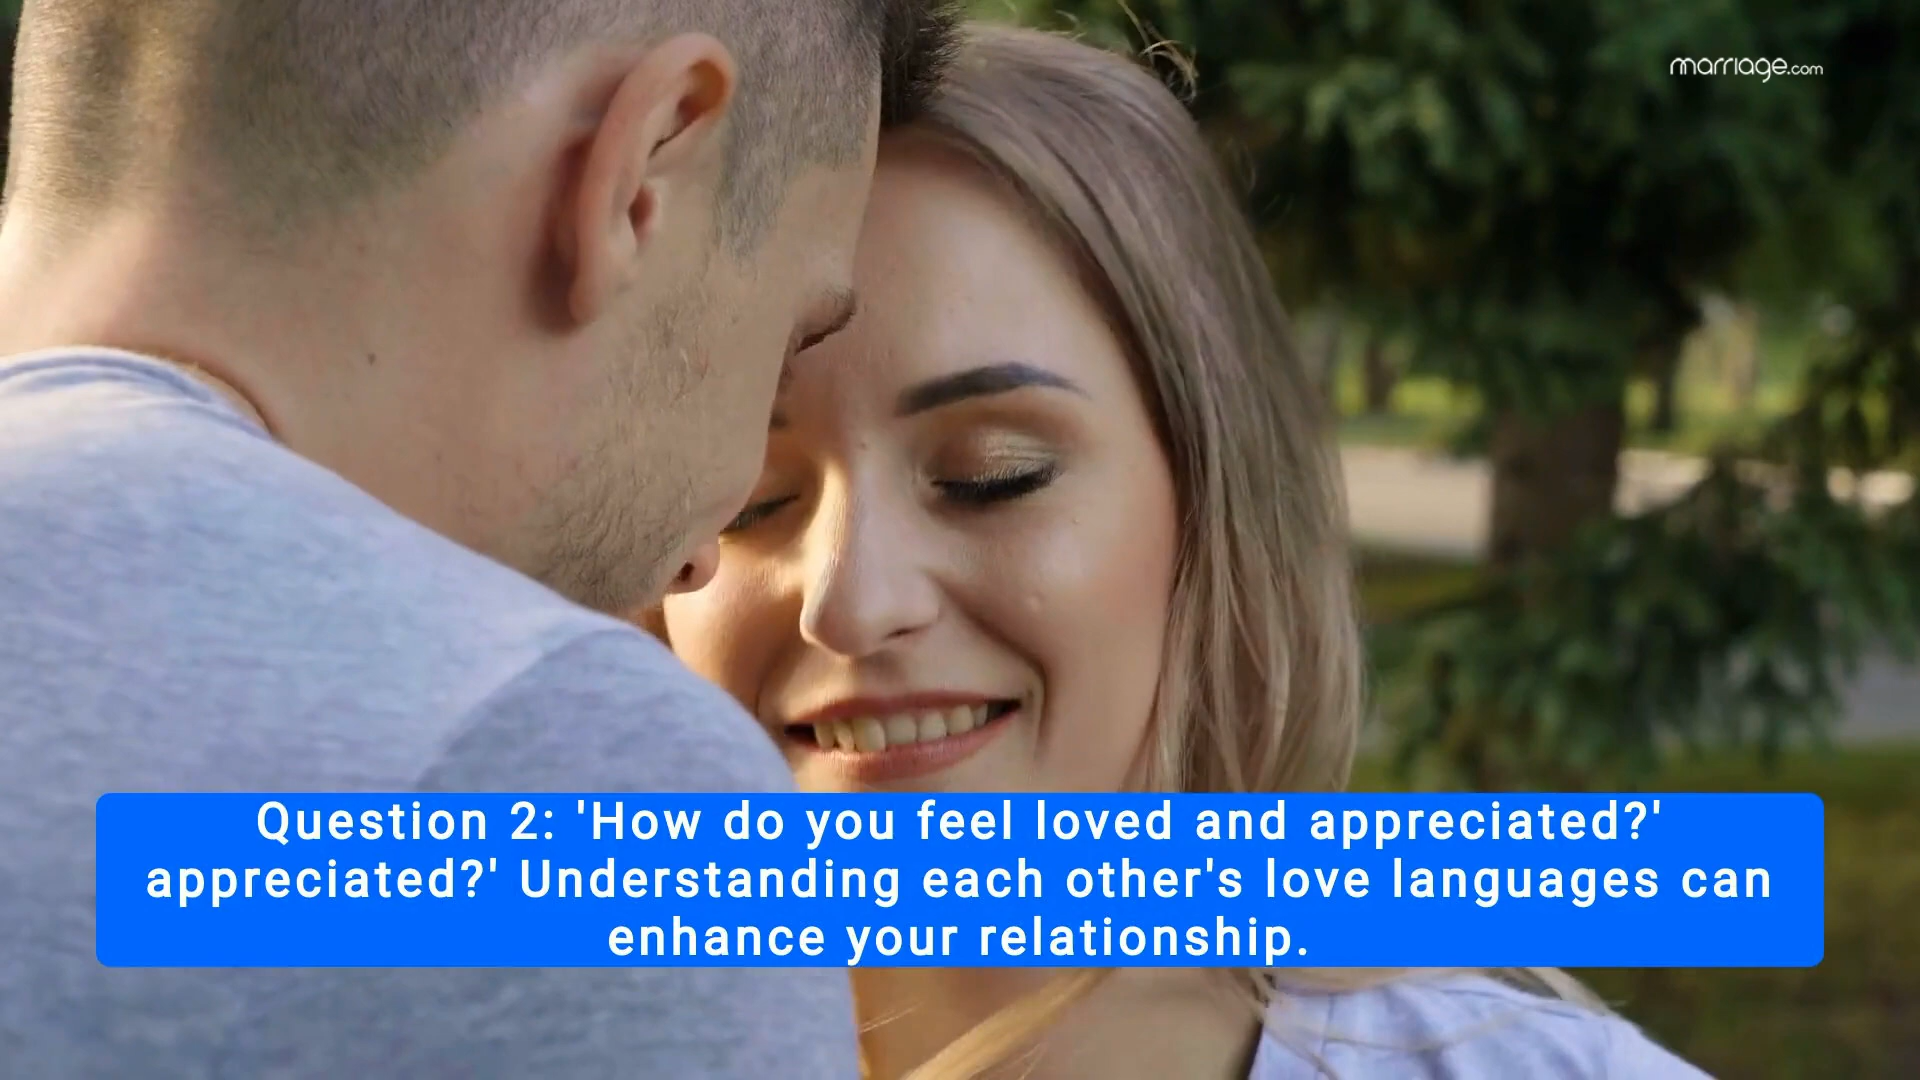 marriage.com
Question 2: 'How do you feel loved and appreciated?'
appreciated?' Understanding each other's love languages can
enhance your relationship.